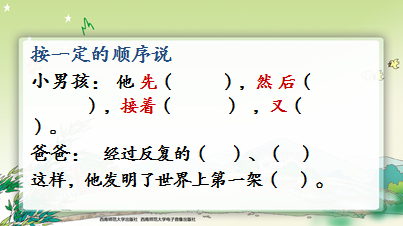 按一定的顺序说
小男孩： 他 先（　　　），然 后（
　　　），接着（　　　），又（
）。
爸爸： 经过反复的（　）、（　）
这样，他发明了世界上第一架（　）。
西南师范大学出版社 西南师范大学电子音像出版社